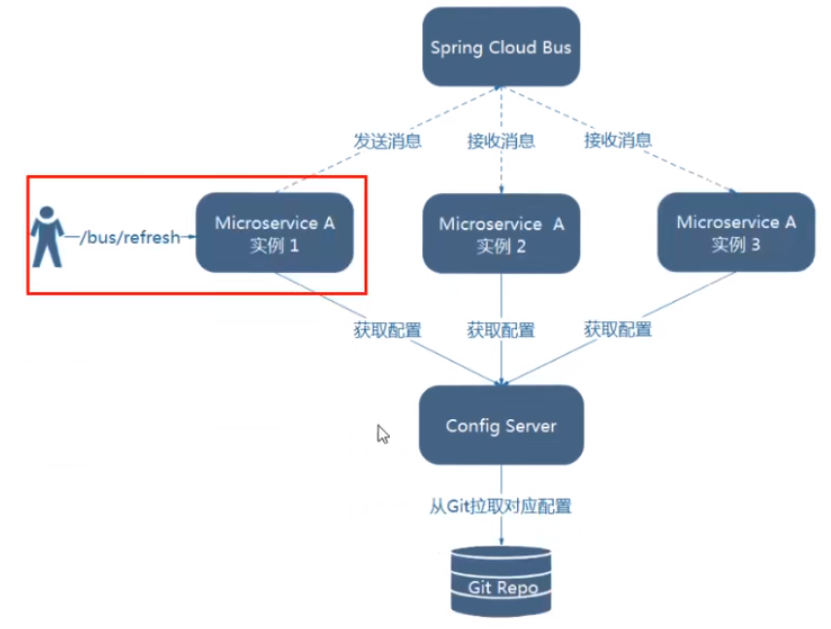 Spring Cloud Bus
发送消息
接收消息
接收消息
/bus/refresh
Microservice A
实例 1
Microservice A
实例 2
Microservice A
实例 3
获取配置
获取配置
获取配置
Config Server
从Git拉取对应配置
Git Repo